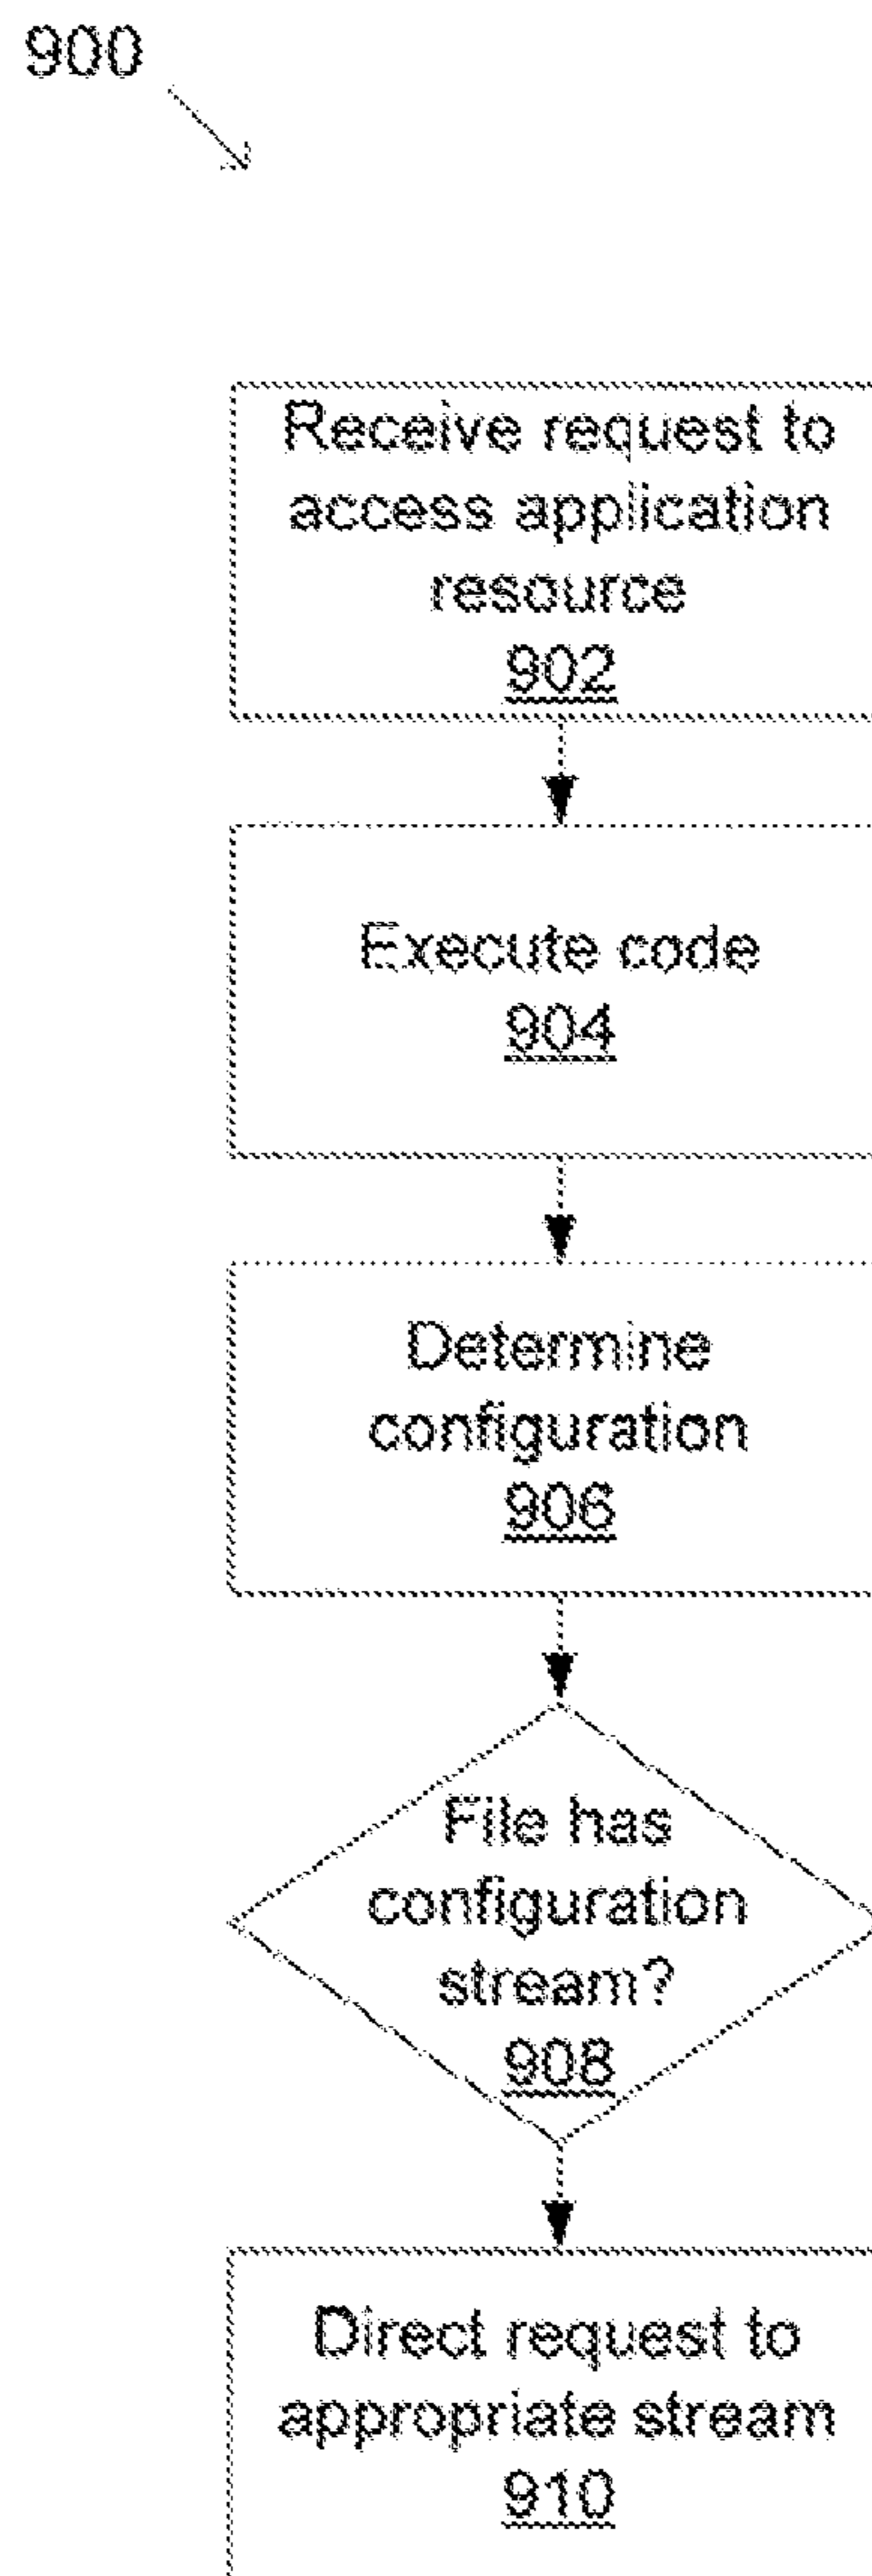 900
Receive request to
access application
resource
902
Execute code
904
Determine
configuration
906
File has
configuration
stream?
908
Direct request to
appropriate stream
910